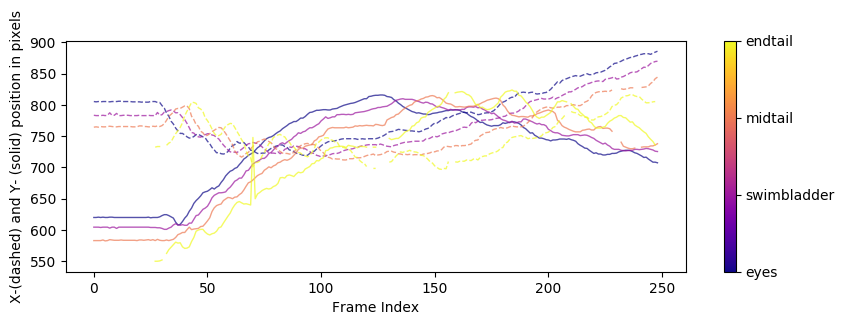 X-(dashed) and Y- (solid) position in pixels
900
850
800
750
700
650
600
550
0
50
100
150
200
250
Frame Index
endtail
midtail
swimbladder
eyes